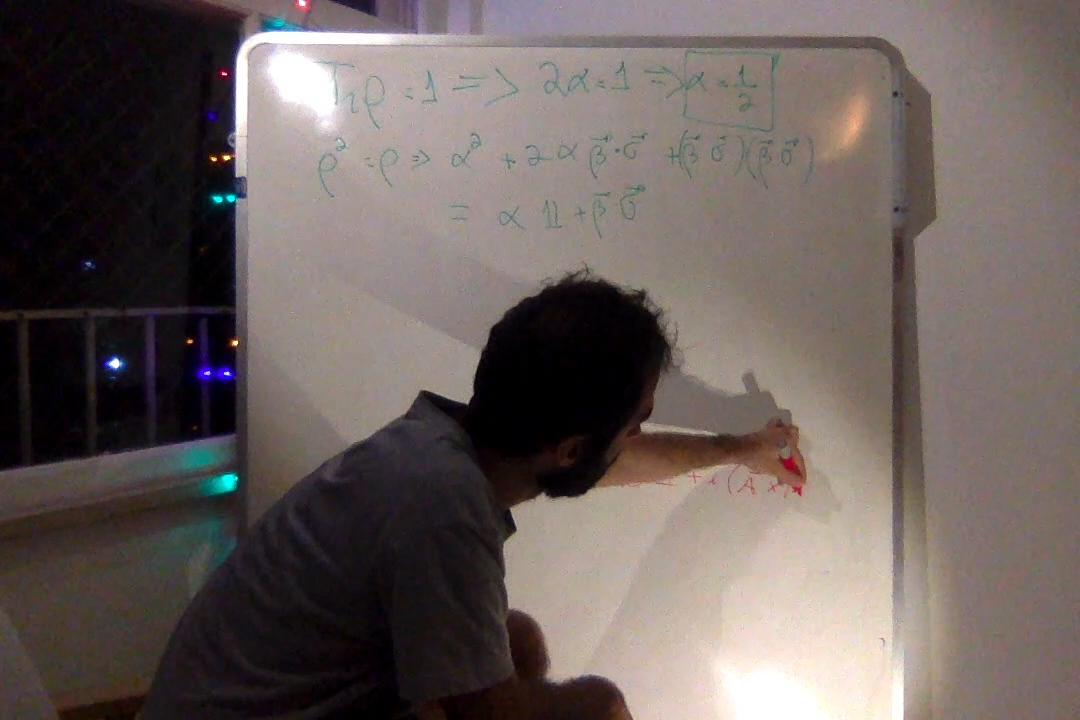 Tr ρ = 1 => 2α = 1 => α = 1/2
ρ² = ρ => α² + 2α β⃗·σ⃗ + (β⃗·σ⃗)(β⃗·σ⃗)
= α 𝟙 + β⃗·σ⃗
+ i(A⃗ ×